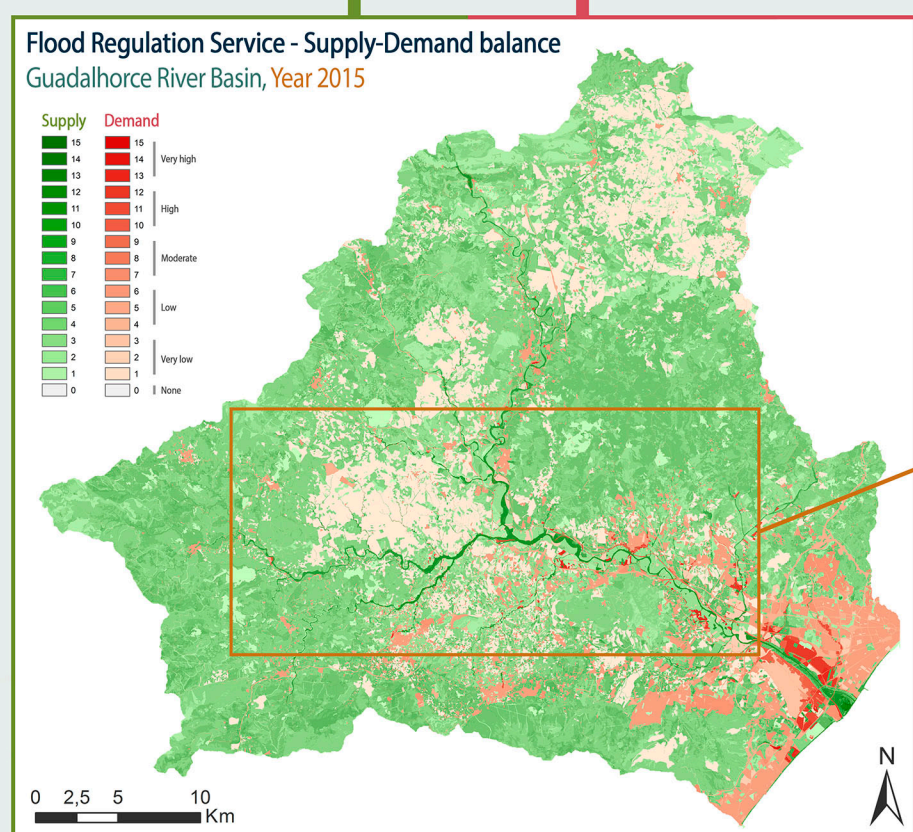 Flood Regulation Service - Supply-Demand balance
Guadalhorce River Basin, Year 2015
Supply Demand
15 15
14 14 Very high
13 13
12 12
11 11 High
10 10
9 9
8 8 Moderate
7 7
6 6
5 5 Low
4 4
3 3
2 2 Very low
1 1
0 0 None
N
0 2,5 5 10
Km